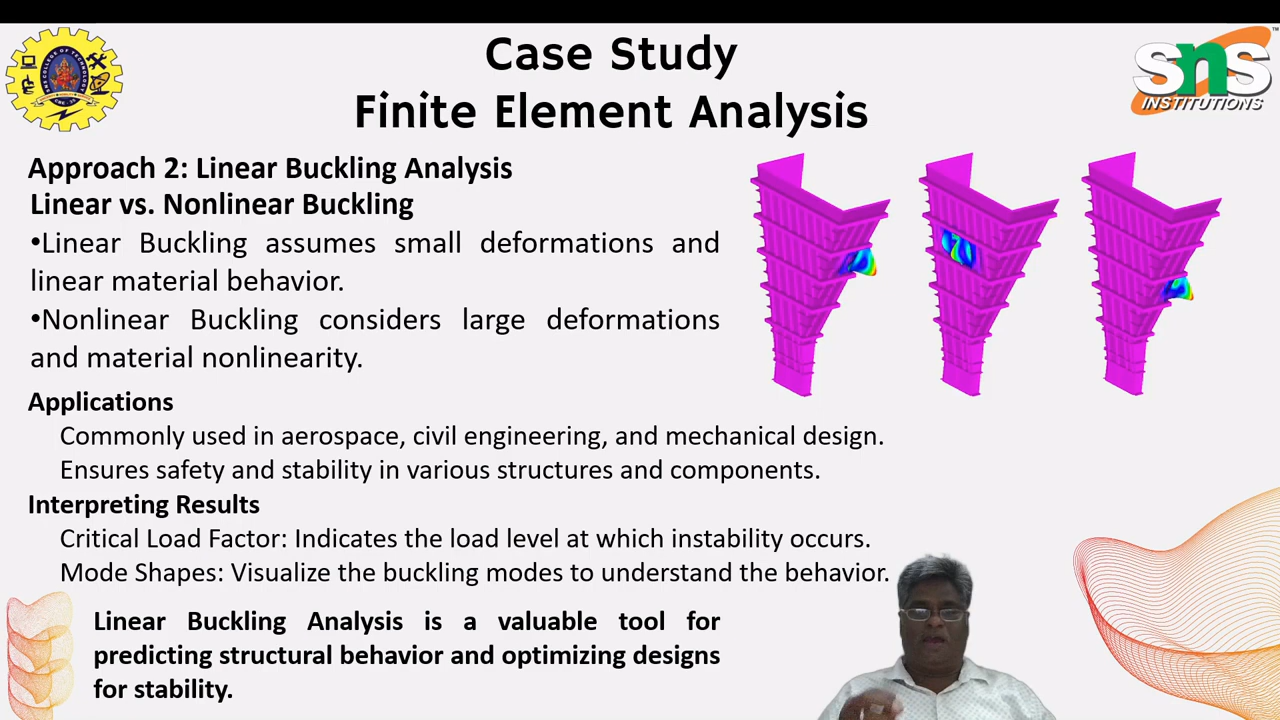 Case Study
Finite Element Analysis
sns
INSTITUTIONS
Approach 2: Linear Buckling Analysis
Linear vs. Nonlinear Buckling
•Linear Buckling assumes small deformations and
linear material behavior.
•Nonlinear Buckling considers large deformations
and material nonlinearity.
Applications
Commonly used in aerospace, civil engineering, and mechanical design.
Ensures safety and stability in various structures and components.
Interpreting Results
Critical Load Factor: Indicates the load level at which instability occurs.
Mode Shapes: Visualize the buckling modes to understand the behavior.
Linear Buckling Analysis is a valuable tool for
predicting structural behavior and optimizing designs
for stability.